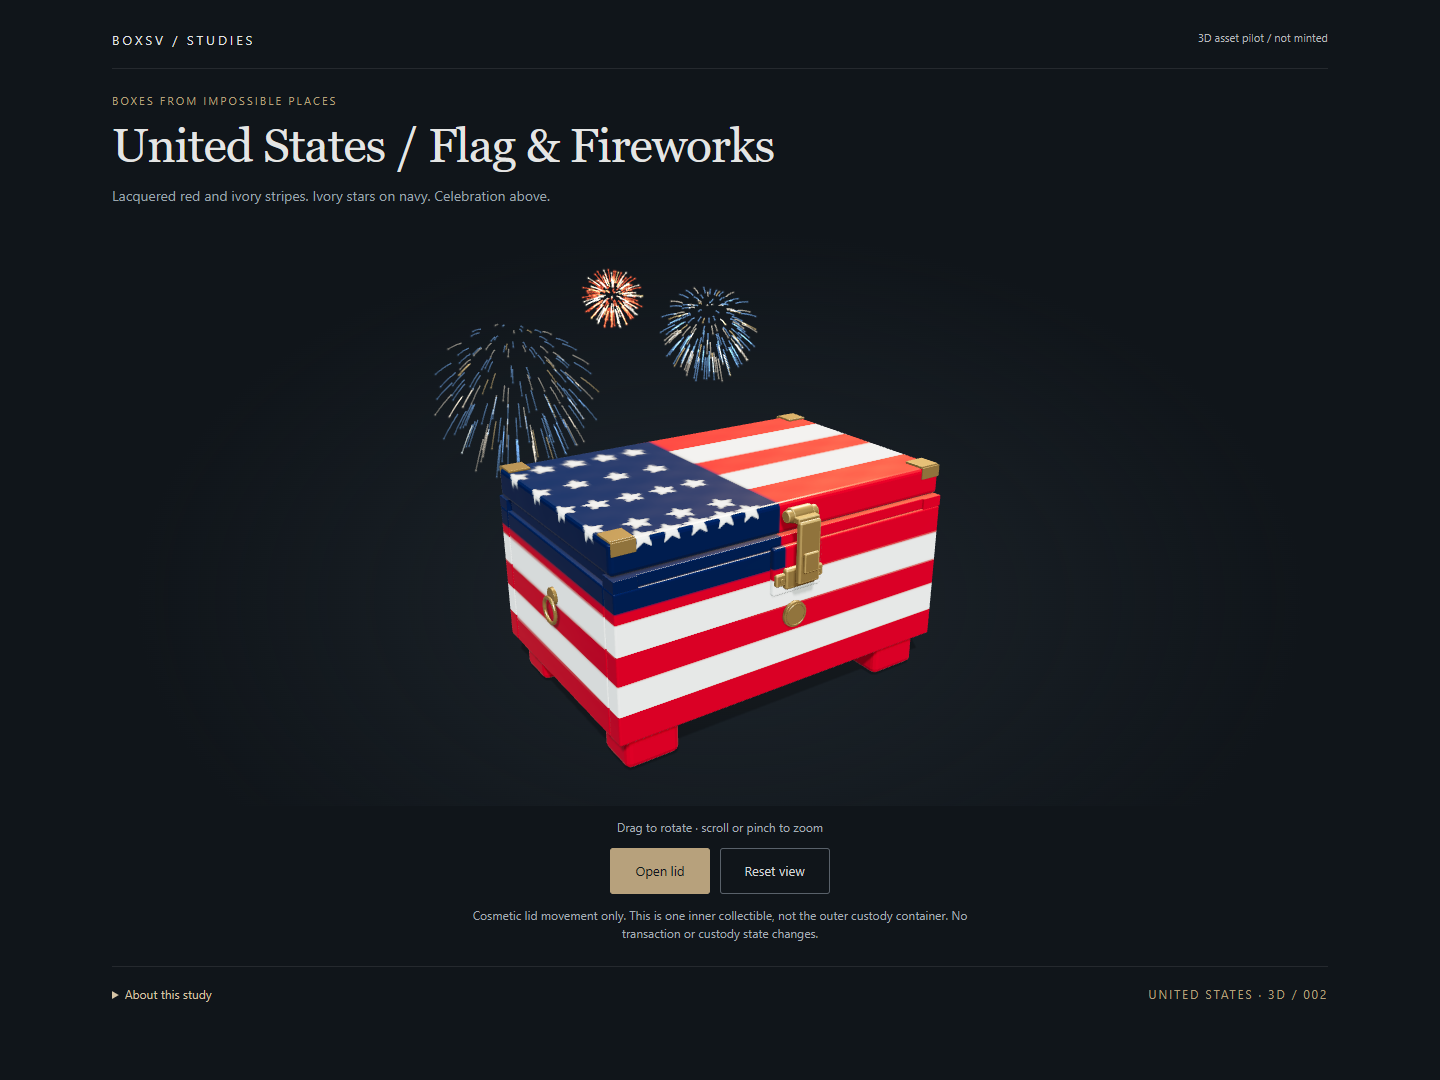 BOXSV / STUDIES
3D asset pilot / not minted
BOXES FROM IMPOSSIBLE PLACES
United States / Flag & Fireworks
Lacquered red and ivory stripes. Ivory stars on navy. Celebration above.
Drag to rotate · scroll or pinch to zoom
Open lid
Reset view
Cosmetic lid movement only. This is one inner collectible, not the outer custody container. No
transaction or custody state changes.
About this study
UNITED STATES · 3D / 002